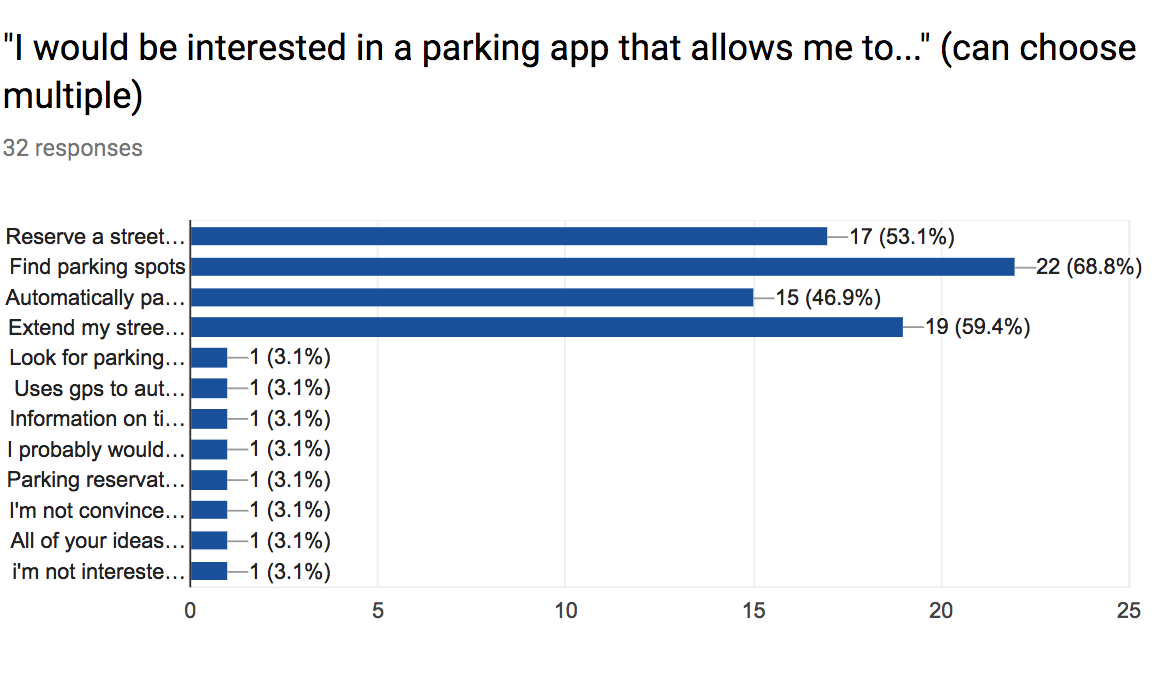 "I would be interested in a parking app that allows me to..." (can choose
multiple)
32 responses
Reserve a street… 17 (53.1%)
Find parking spots 22 (68.8%)
Automatically pa… 15 (46.9%)
Extend my stree… 19 (59.4%)
Look for parking… 1 (3.1%)
Uses gps to aut… 1 (3.1%)
Information on ti… 1 (3.1%)
I probably would… 1 (3.1%)
Parking reservat… 1 (3.1%)
I'm not convince… 1 (3.1%)
All of your ideas… 1 (3.1%)
i'm not intereste… 1 (3.1%)
0 5 10 15 20 25